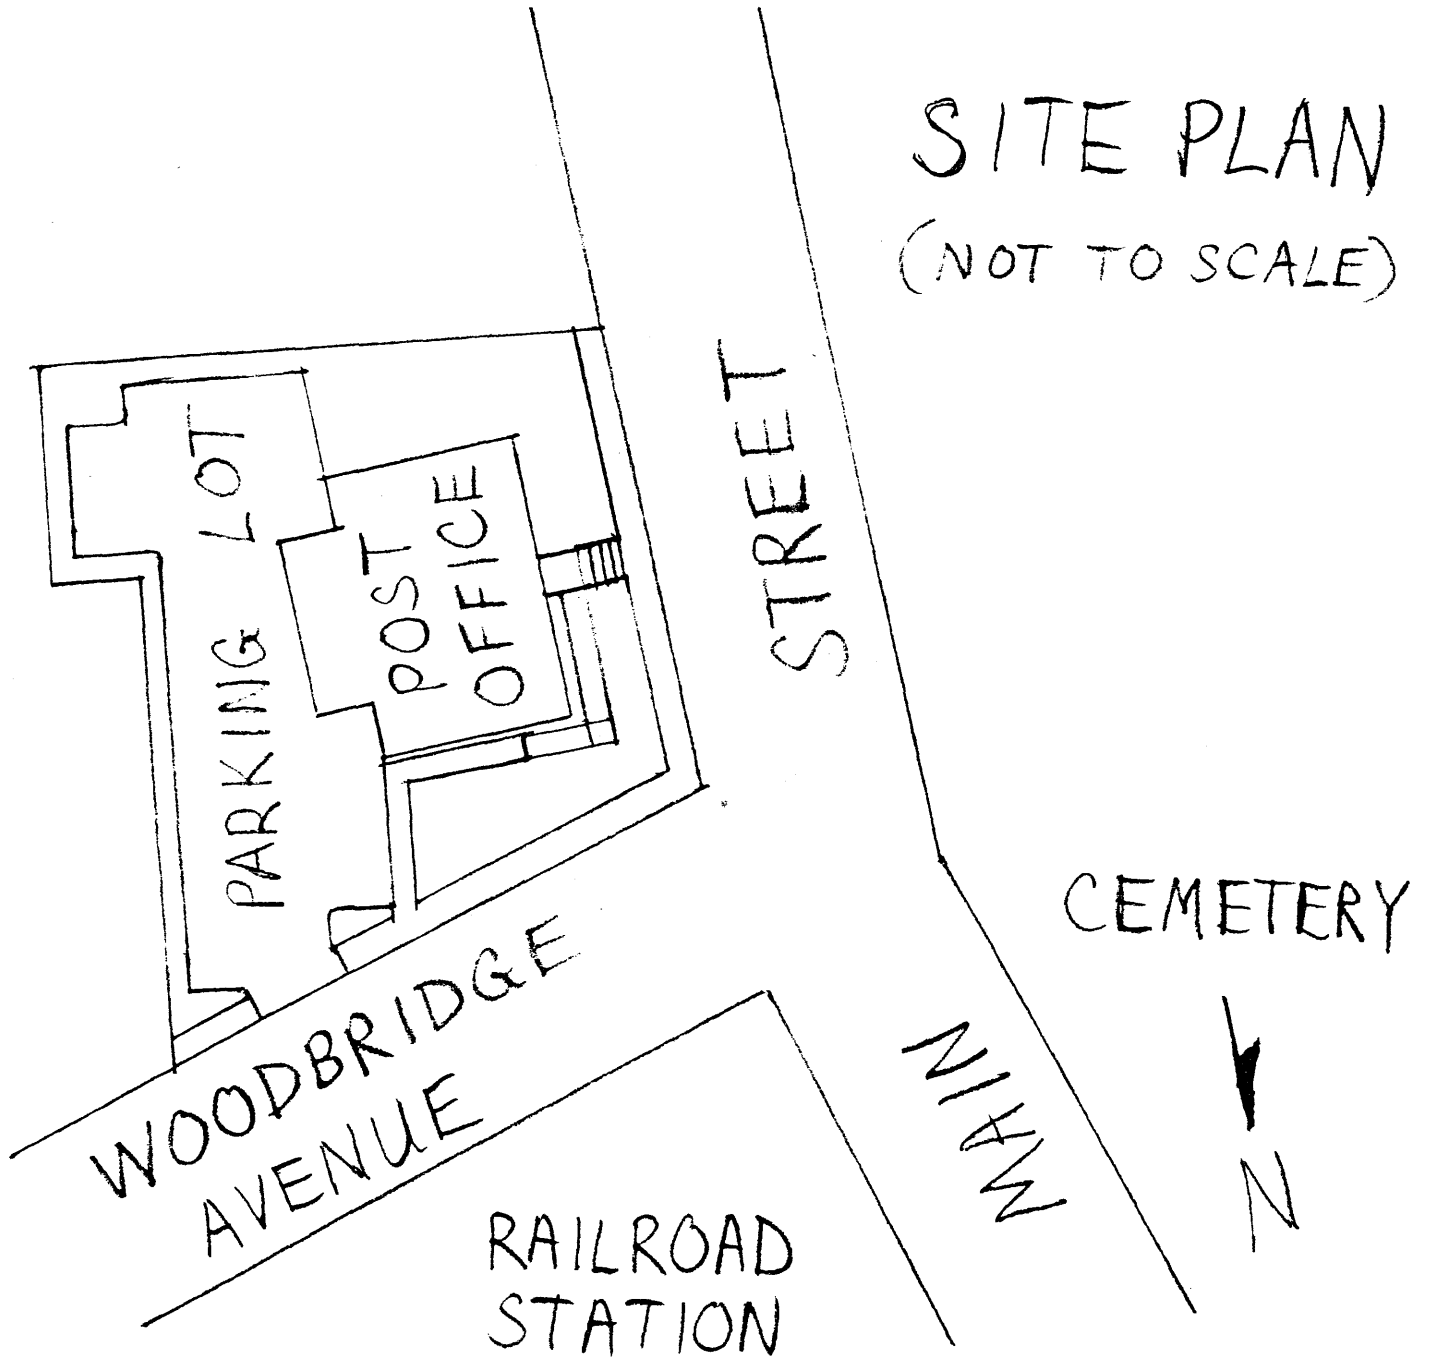 SITE PLAN
(NOT TO SCALE)
PARKING LOT
POST
OFFICE
MAIN STREET
CEMETERY
WOODBRIDGE
AVENUE
N
RAILROAD
STATION